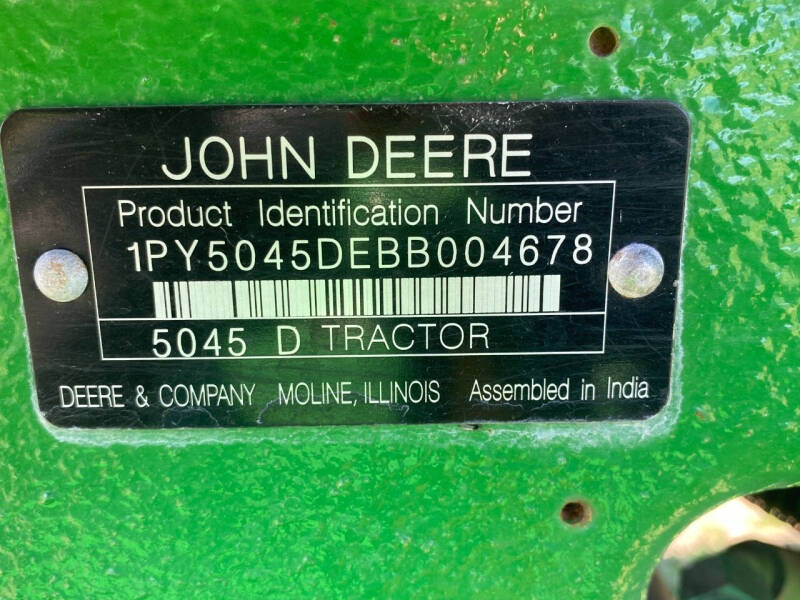 JOHN DEERE
Product Identification Number
1PY5045DEBB004678
5045 D TRACTOR
DEERE & COMPANY MOLINE, ILLINOIS Assembled in India